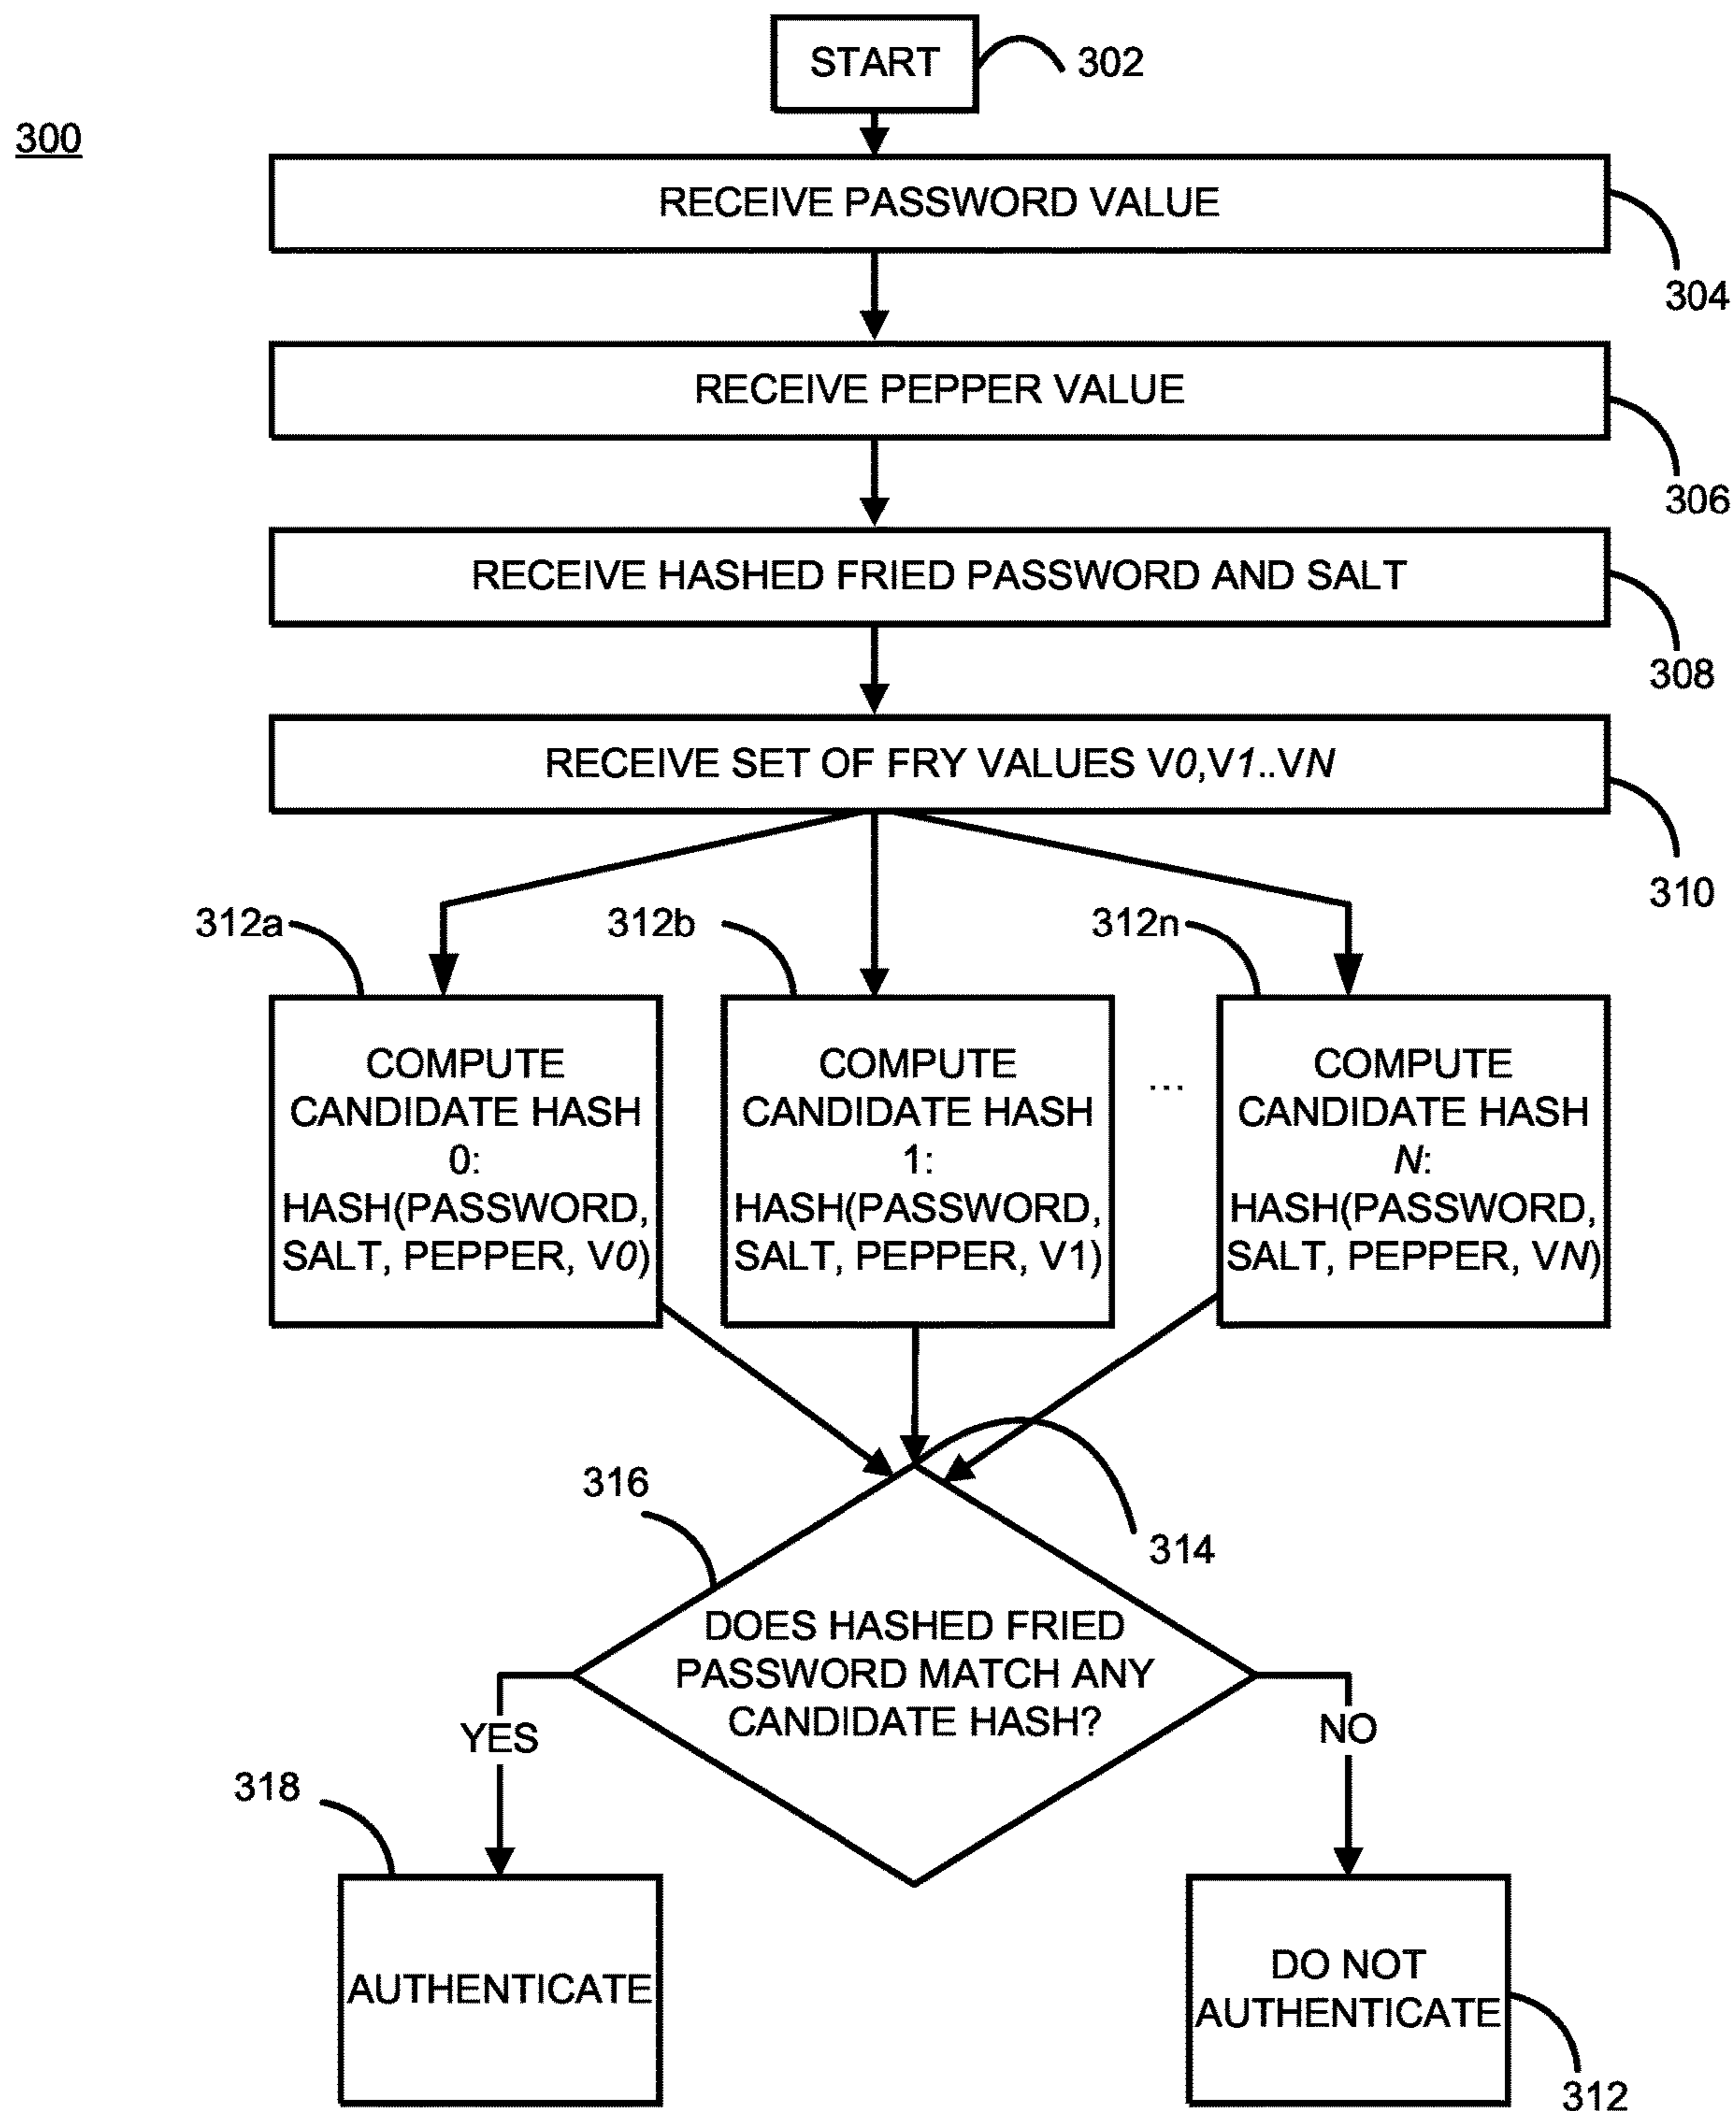 START
302
300
RECEIVE PASSWORD VALUE
304
RECEIVE PEPPER VALUE
306
RECEIVE HASHED FRIED PASSWORD AND SALT
308
RECEIVE SET OF FRY VALUES V0,V1..VN
310
312a
312b
312n
COMPUTE
CANDIDATE HASH
0:
HASH(PASSWORD,
SALT, PEPPER, V0)
COMPUTE
CANDIDATE HASH
1:
HASH(PASSWORD,
SALT, PEPPER, V1)
...
COMPUTE
CANDIDATE HASH
N:
HASH(PASSWORD,
SALT, PEPPER, VN)
316
314
DOES HASHED FRIED
PASSWORD MATCH ANY
CANDIDATE HASH?
YES
NO
318
AUTHENTICATE
DO NOT
AUTHENTICATE
312